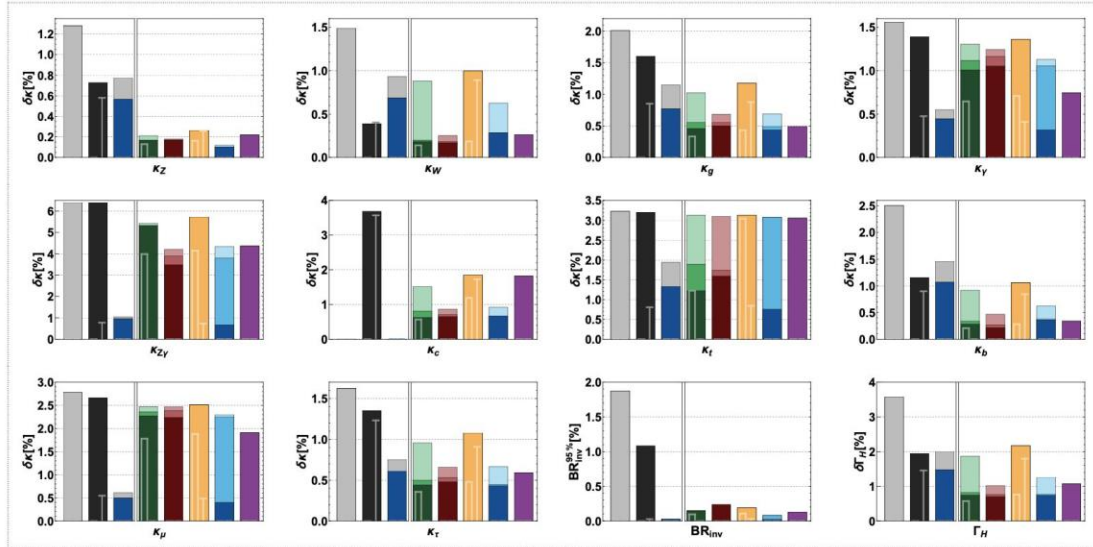 δκ[%] 1.2 1.0 0.8 0.6 0.4 0.2 0.0 κZ
δκ[%] 1.5 1.0 0.5 0.0 κW
δκ[%] 2.0 1.5 1.0 0.5 0.0 κg
δκ[%] 1.5 1.0 0.5 0.0 κγ
δκ[%] 6 5 4 3 2 1 0 κZγ
δκ[%] 4 3 2 1 0 κc
δκ[%] 3.5 3.0 2.5 2.0 1.5 1.0 0.5 0.0 κt
δκ[%] 2.5 2.0 1.5 1.0 0.5 0.0 κb
δκ[%] 3.0 2.5 2.0 1.5 1.0 0.5 0.0 κμ
δκ[%] 1.5 1.0 0.5 0.0 κτ
BR95%inv[%] 2.0 1.5 1.0 0.5 0.0 BRinv
δΓH[%] 4 3 2 1 0 ΓH